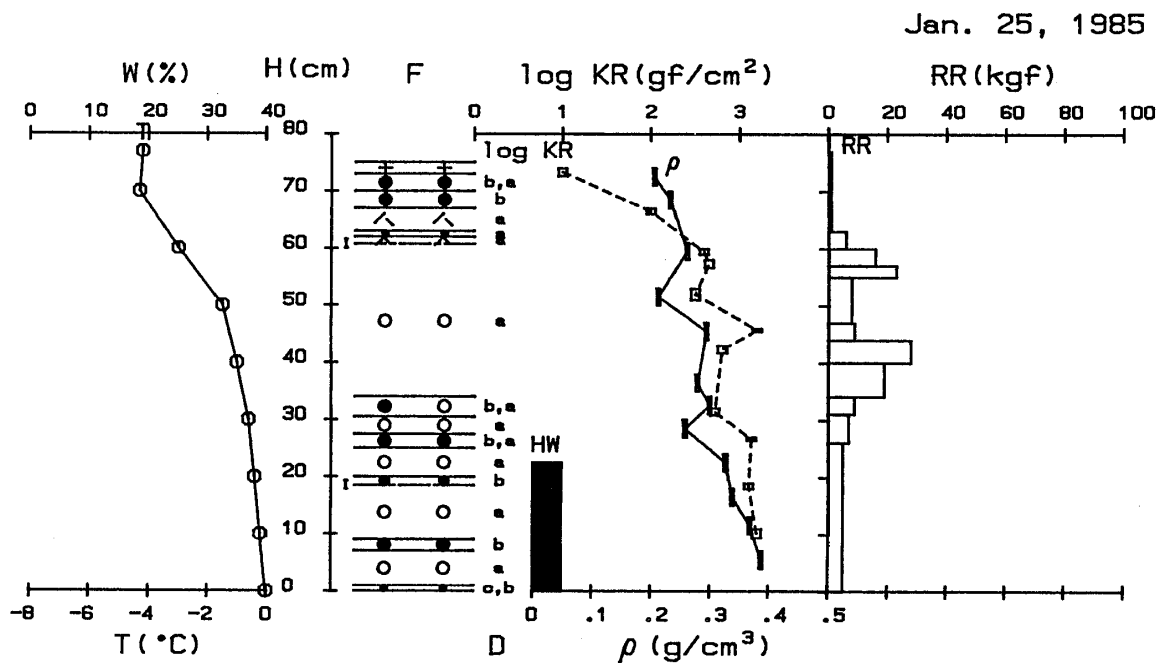 Jan. 25, 1985
W(%) H(cm) F log KR(gf/cm²) RR(kgf)
0 10 20 30 40 0 1 2 3 0 20 40 60 80 100
T
80
log KR ρ RR
b,a
70
b
a
a
I a
60
50
a
40
b,a
30
a
b,a HW
a
20
I b
a
10
b
a
0 c,b
-8 -6 -4 -2 0 0 .1 .2 .3 .4 .5
T(°C) D ρ(g/cm³)